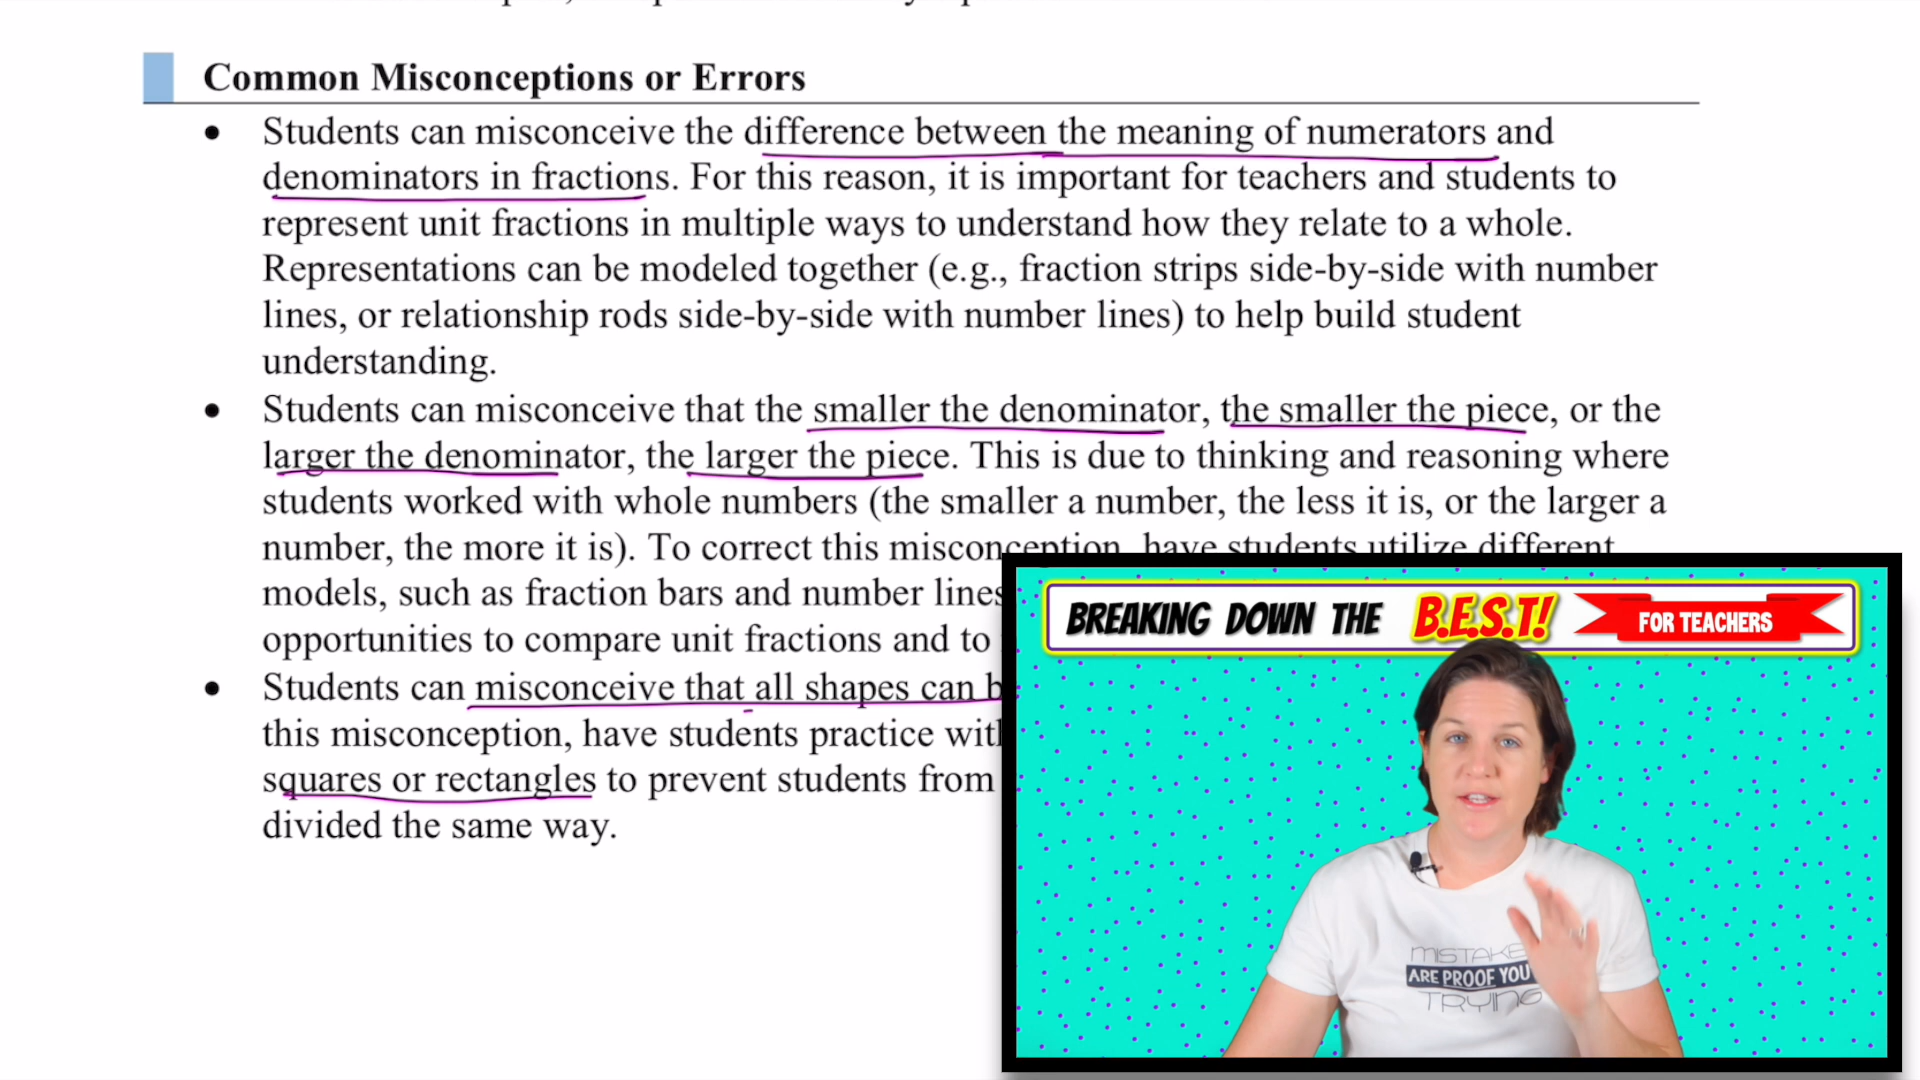 Common Misconceptions or Errors
• Students can misconceive the difference between the meaning of numerators and
denominators in fractions. For this reason, it is important for teachers and students to
represent unit fractions in multiple ways to understand how they relate to a whole.
Representations can be modeled together (e.g., fraction strips side-by-side with number
lines, or relationship rods side-by-side with number lines) to help build student
understanding.
• Students can misconceive that the smaller the denominator, the smaller the piece, or the
larger the denominator, the larger the piece. This is due to thinking and reasoning where
students worked with whole numbers (the smaller a number, the less it is, or the larger a
number, the more it is). To correct this misconception, have students utilize different
models, such as fraction bars and number lines
opportunities to compare unit fractions and to
• Students can misconceive that all shapes can b
this misconception, have students practice with
squares or rectangles to prevent students from
divided the same way.
BREAKING DOWN THE B.E.S.T! FOR TEACHERS
MISTAKE
ARE PROOF YOU
TRYING